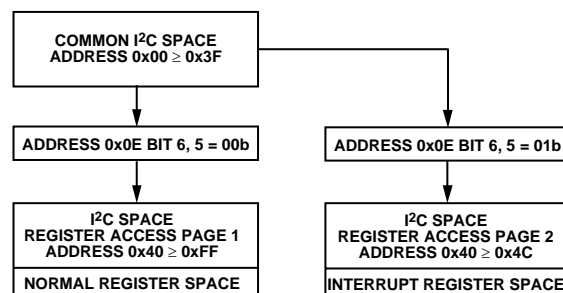 COMMON I²C SPACE
ADDRESS 0x00 ≥ 0x3F
ADDRESS 0x0E BIT 6, 5 = 00b
ADDRESS 0x0E BIT 6, 5 = 01b
I²C SPACE
REGISTER ACCESS PAGE 1
ADDRESS 0x40 ≥ 0xFF
NORMAL REGISTER SPACE
I²C SPACE
REGISTER ACCESS PAGE 2
ADDRESS 0x40 ≥ 0x4C
INTERRUPT REGISTER SPACE